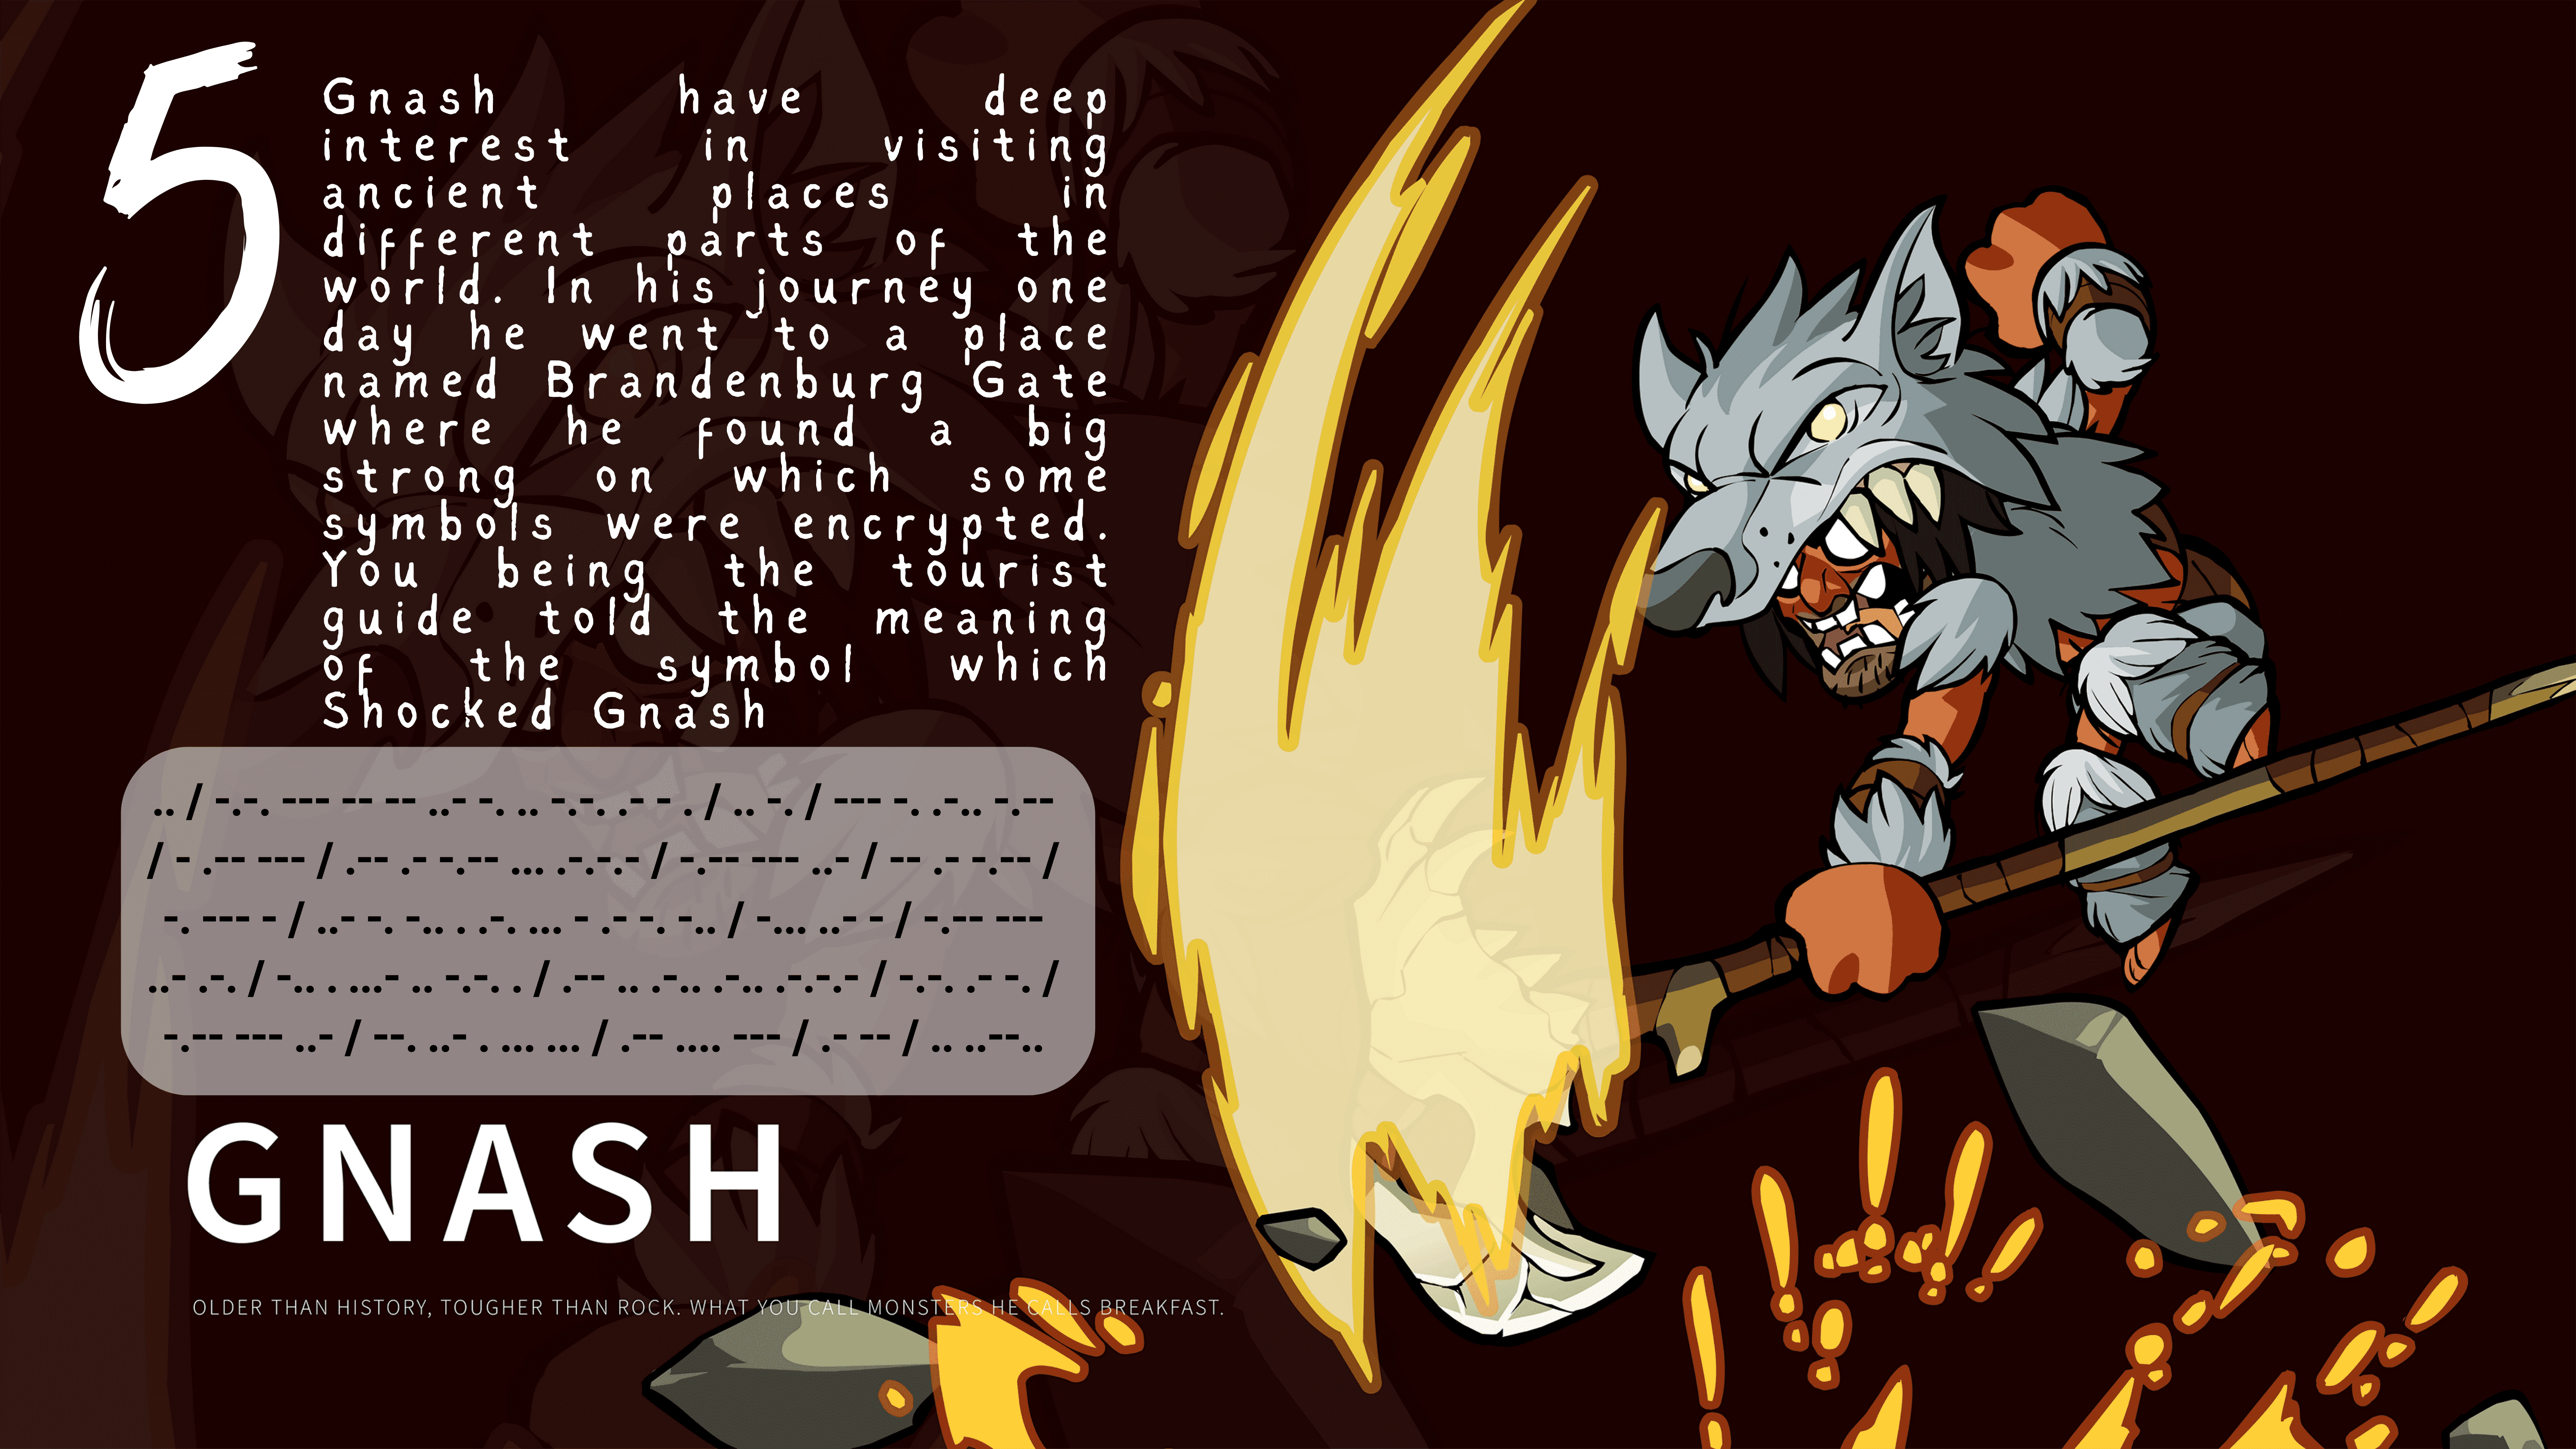 5
Gnash have deep
interest in visiting
ancient places in
different parts of the
world. In his journey one
day he went to a place
named Brandenburg Gate
where he found a big
strong on which some
symbols were encrypted.
You being the tourist
guide told the meaning
of the symbol which
Shocked Gnash
.. / -.-. --- -- -- ..- -. .. -.-. .- - . / .. -. / --- -. .-.. -.--
/ - .-- --- / .-- .- -.-- ... .-.-.- / -.-- --- ..- / -- .- -.-- /
-. --- - / ..- -. -.. . .-. ... - .- -. -.. / -... ..- - / -.-- ---
..- .-. / -.. . ...- .. -.-. . / .-- .. .-.. .-.. .-.-.- / -.-. .- -. /
-.-- --- ..- / --. ..- . ... ... / .-- .... --- / .- -- / .. ..--..
GNASH
OLDER THAN HISTORY, TOUGHER THAN ROCK. WHAT YOU CALL MONSTERS HE CALLS BREAKFAST.